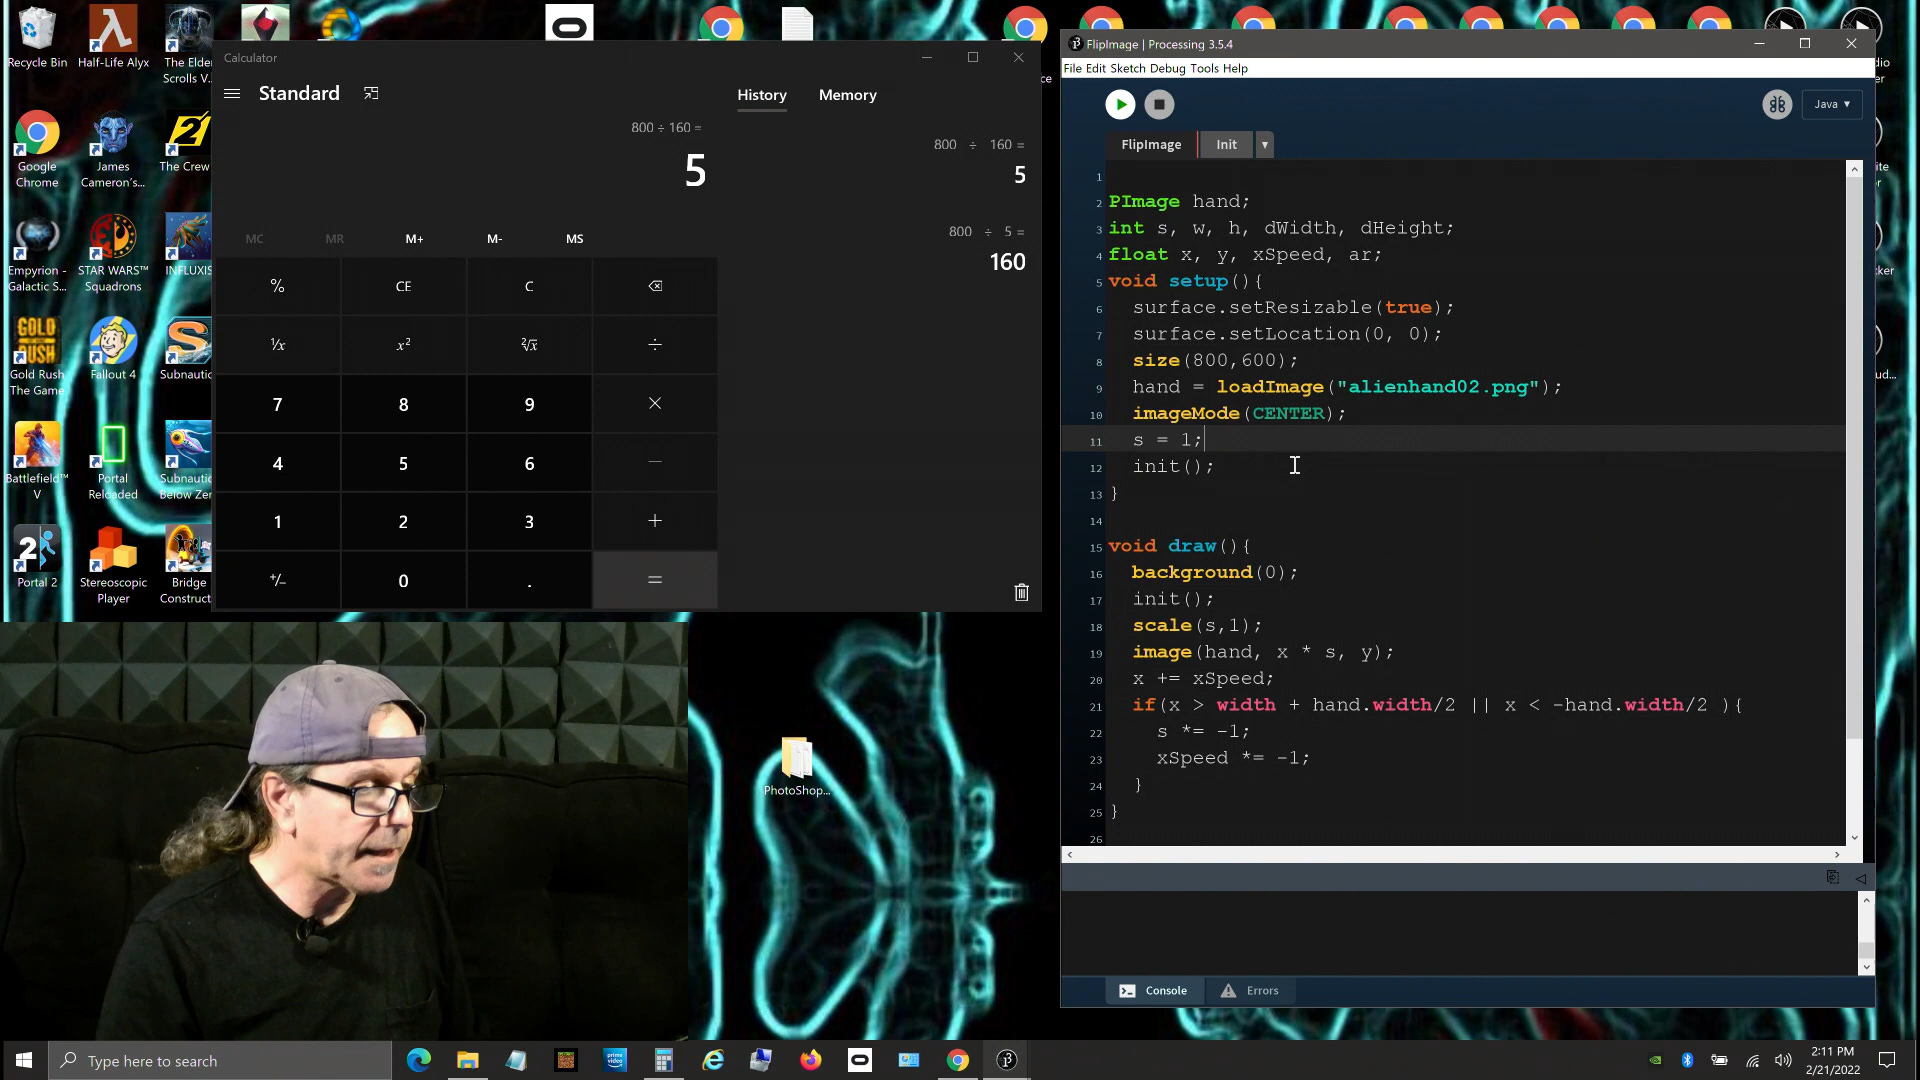 Recycle Bin
Half-Life Alyx
The Elder
Scrolls V...
Google
Chrome
James
Cameron's...
The Crew
Empyrion -
Galactic S...
STAR WARS™
Squadrons
INFLUXIS
Gold Rush
The Game
Fallout 4
Subnautic
Battlefield™
V
Portal
Reloaded
Subnautic
Below Zer
Portal 2
Stereoscopic
Player
Bridge
Construct
Calculator
Standard
History
Memory
800 ÷ 160 =
5
800 ÷ 160 =
5
800 ÷ 5 =
160
MC MR M+ M- MS
% CE C
¹/x x² ²√x ÷
7 8 9 ×
4 5 6 —
1 2 3 +
+/- 0 . =
PhotoShop...
FlipImage | Processing 3.5.4
File Edit Sketch Debug Tools Help
Java ▾
FlipImage Init ▾
1
2 PImage hand;
3 int s, w, h, dWidth, dHeight;
4 float x, y, xSpeed, ar;
5 void setup(){
6 surface.setResizable(true);
7 surface.setLocation(0, 0);
8 size(800,600);
9 hand = loadImage("alienhand02.png");
10 imageMode(CENTER);
11 s = 1;
12 init();
13 }
14
15 void draw(){
16 background(0);
17 init();
18 scale(s,1);
19 image(hand, x * s, y);
20 x += xSpeed;
21 if(x > width + hand.width/2 || x < -hand.width/2 ){
22 s *= -1;
23 xSpeed *= -1;
24 }
25 }
26
Console
Errors
Type here to search
2:11 PM
2/21/2022